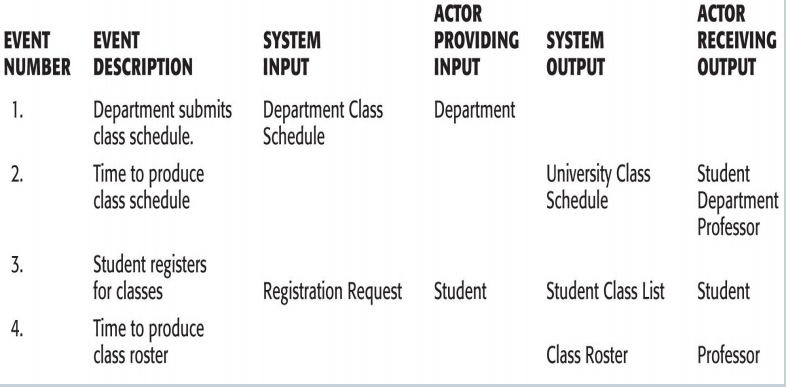 EVENT NUMBER EVENT DESCRIPTION SYSTEM INPUT ACTOR PROVIDING INPUT SYSTEM OUTPUT ACTOR RECEIVING OUTPUT
1. Department submits class schedule. Department Class Schedule Department
2. Time to produce class schedule University Class Schedule Student Department Professor
3. Student registers for classes Registration Request Student Student Class List Student
4. Time to produce class roster Class Roster Professor